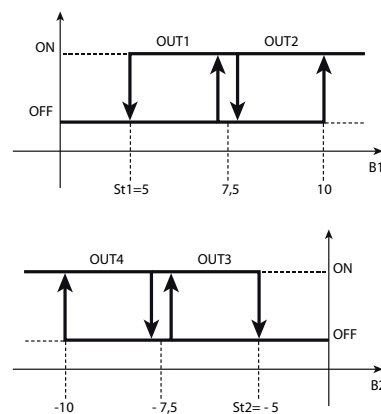 ON
OUT1 OUT2
OFF
B1
St1=5 7,5 10
OUT4 OUT3
ON
OFF
B2
-10 - 7,5 St2= - 5